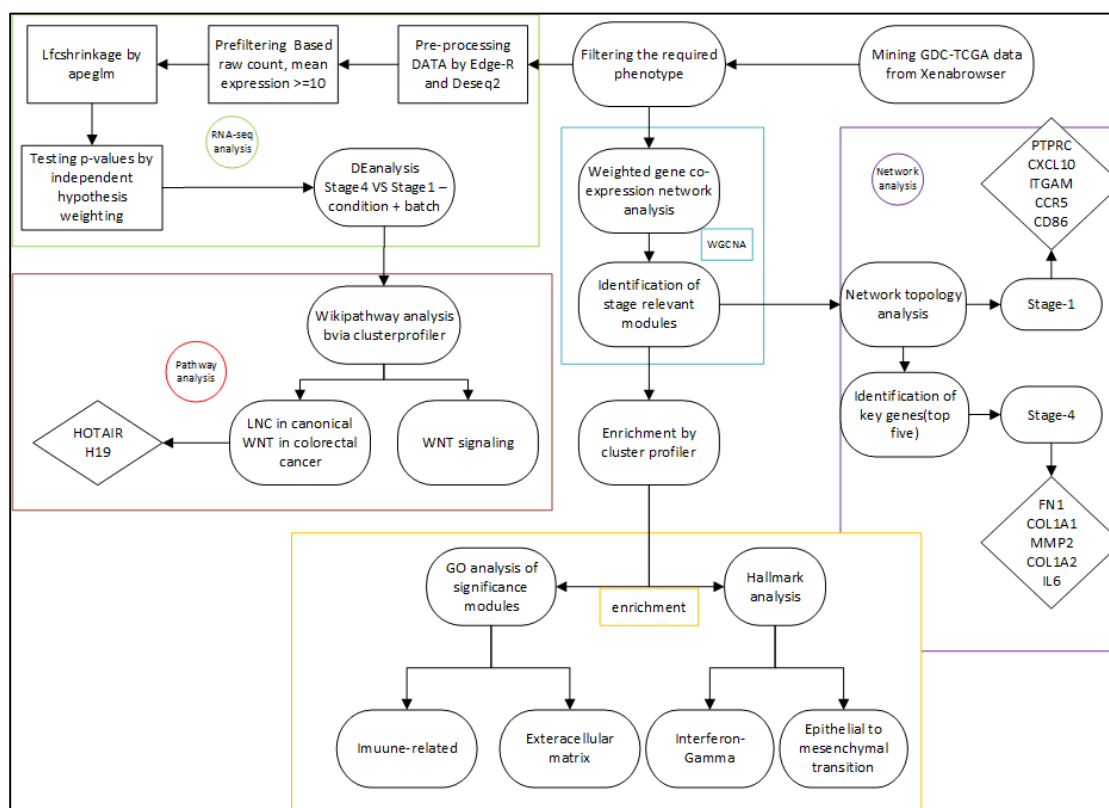 Lfcshrinkage by
apeglm
Prefiltering Based
raw count, mean
expression >=10
Pre-processing
DATA by Edge-R
and Deseq2
Filtering the required
phenotype
Mining GDC-TCGA data
from Xenabrowser
RNA-seq
analysis
Testing p-values by
independent
hypothesis
weighting
DEanalysis
Stage4 VS Stage1 –
condition + batch
Weighted gene co-
expression network
analysis
WGCNA
Identification of
stage relevant
modules
Network
analysis
PTPRC
CXCL10
ITGAM
CCR5
CD86
Network topology
analysis
Stage-1
Identification of
key genes(top
five)
Stage-4
FN1
COL1A1
MMP2
COL1A2
IL6
Wikipathway analysis
bvia clusterprofiler
Pathway
analysis
HOTAIR
H19
LNC in canonical
WNT in colorectal
cancer
WNT signaling
Enrichment by
cluster profiler
GO analysis of
significance
modules
enrichment
Hallmark
analysis
Imuune-related
Exteracellular
matrix
Interferon-
Gamma
Epithelial to
mesenchymal
transition